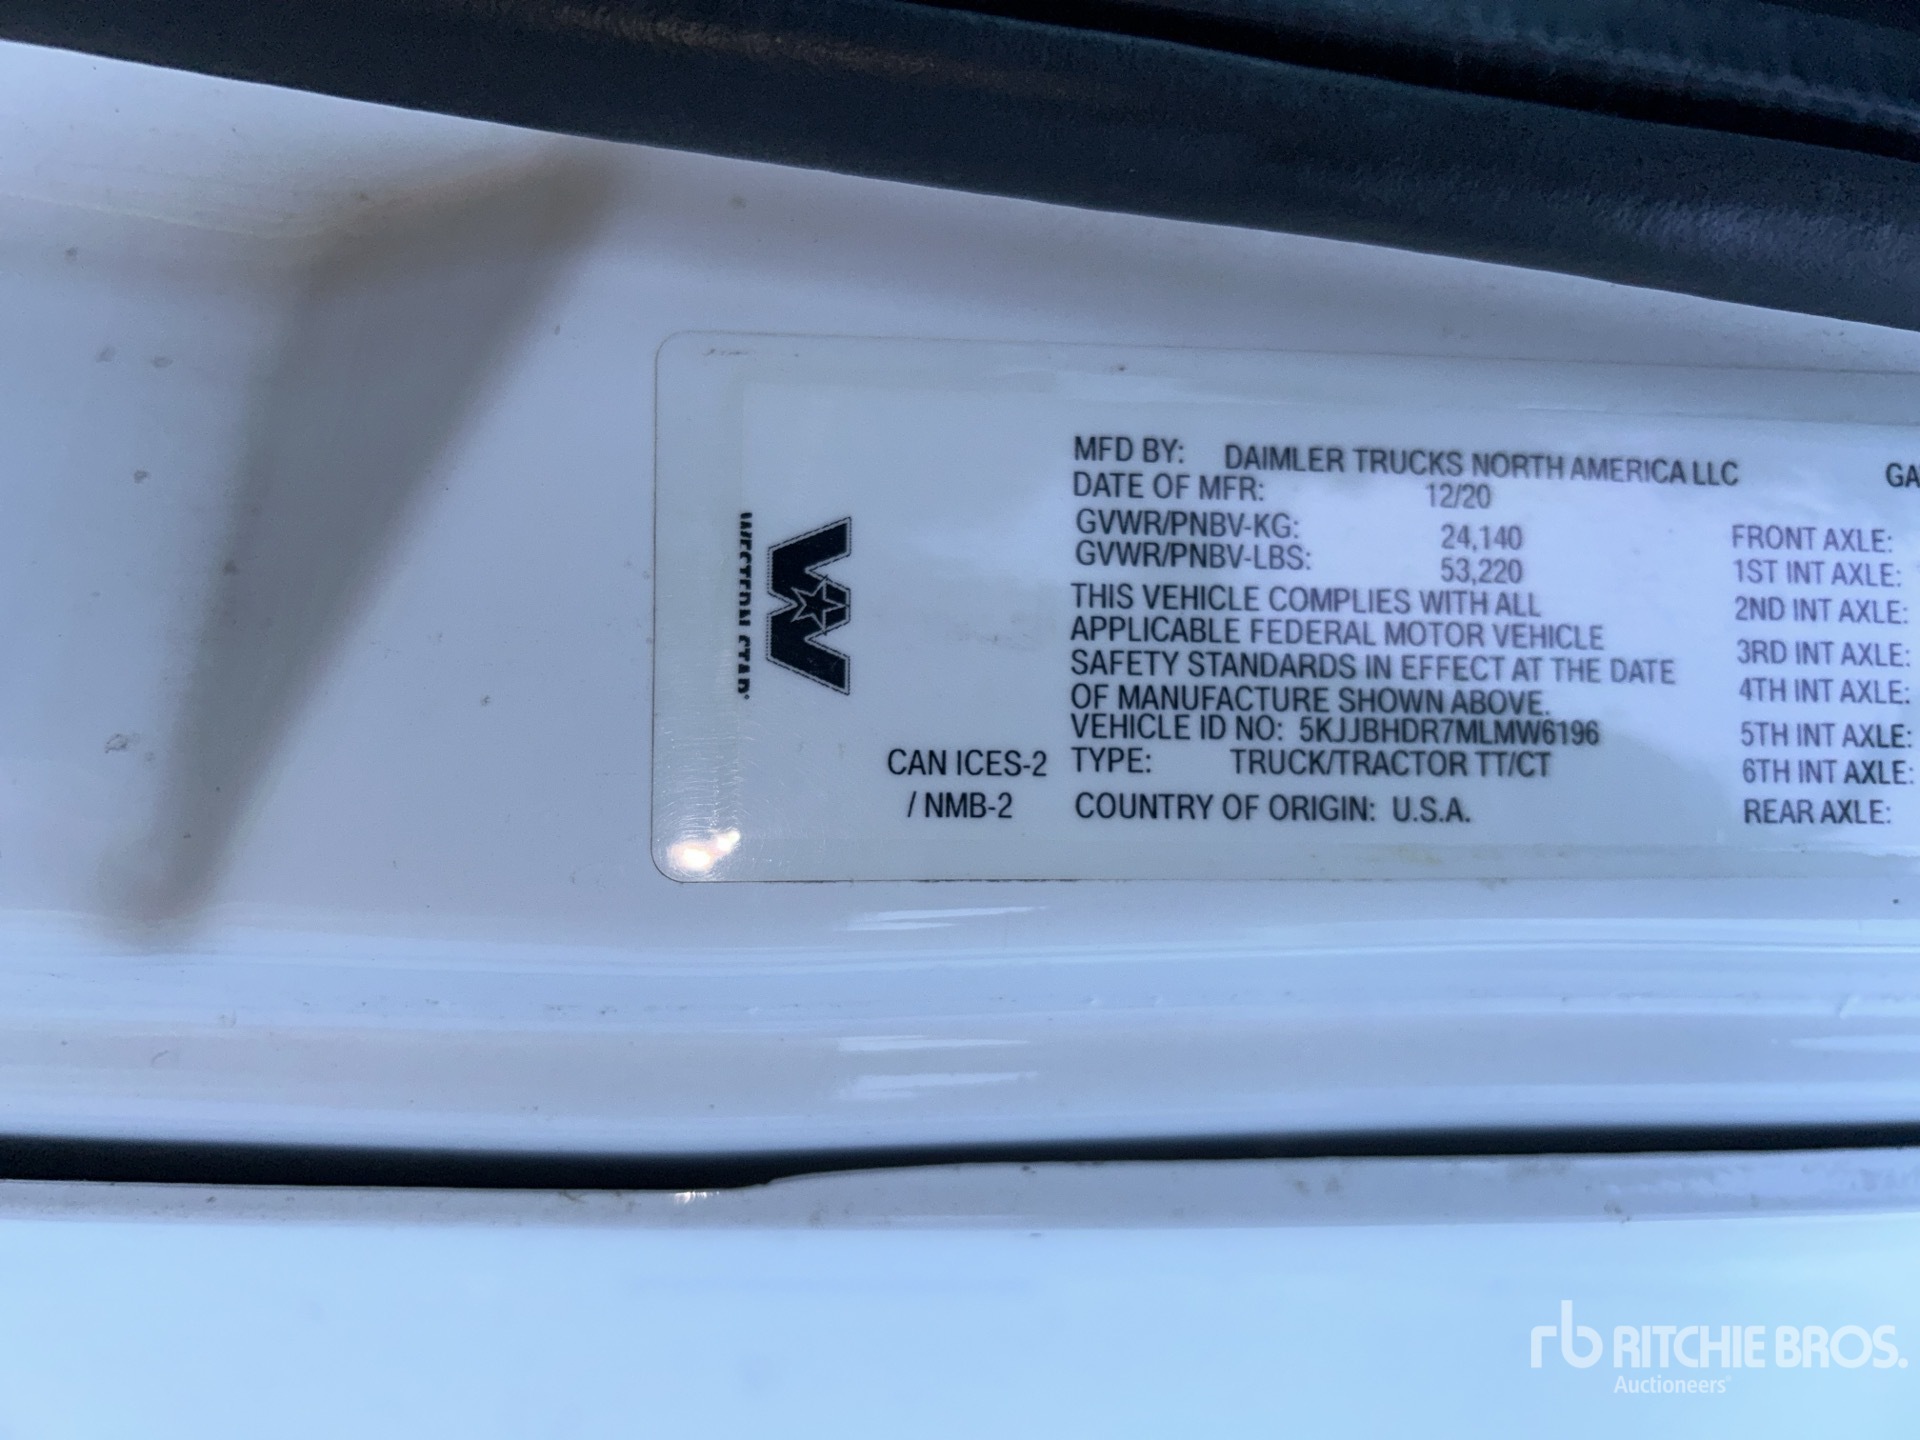 WESTERN STAR
MFD BY: DAIMLER TRUCKS NORTH AMERICA LLC GA
DATE OF MFR: 12/20
GVWR/PNBV-KG: 24,140 FRONT AXLE:
GVWR/PNBV-LBS: 53,220 1ST INT AXLE:
THIS VEHICLE COMPLIES WITH ALL 2ND INT AXLE:
APPLICABLE FEDERAL MOTOR VEHICLE 3RD INT AXLE:
SAFETY STANDARDS IN EFFECT AT THE DATE 4TH INT AXLE:
OF MANUFACTURE SHOWN ABOVE.
VEHICLE ID NO: 5KJJBHDR7MLMW6196 5TH INT AXLE:
CAN ICES-2 TYPE: TRUCK/TRACTOR TT/CT 6TH INT AXLE:
/ NMB-2 COUNTRY OF ORIGIN: U.S.A. REAR AXLE:
rb RITCHIE BROS.
Auctioneers